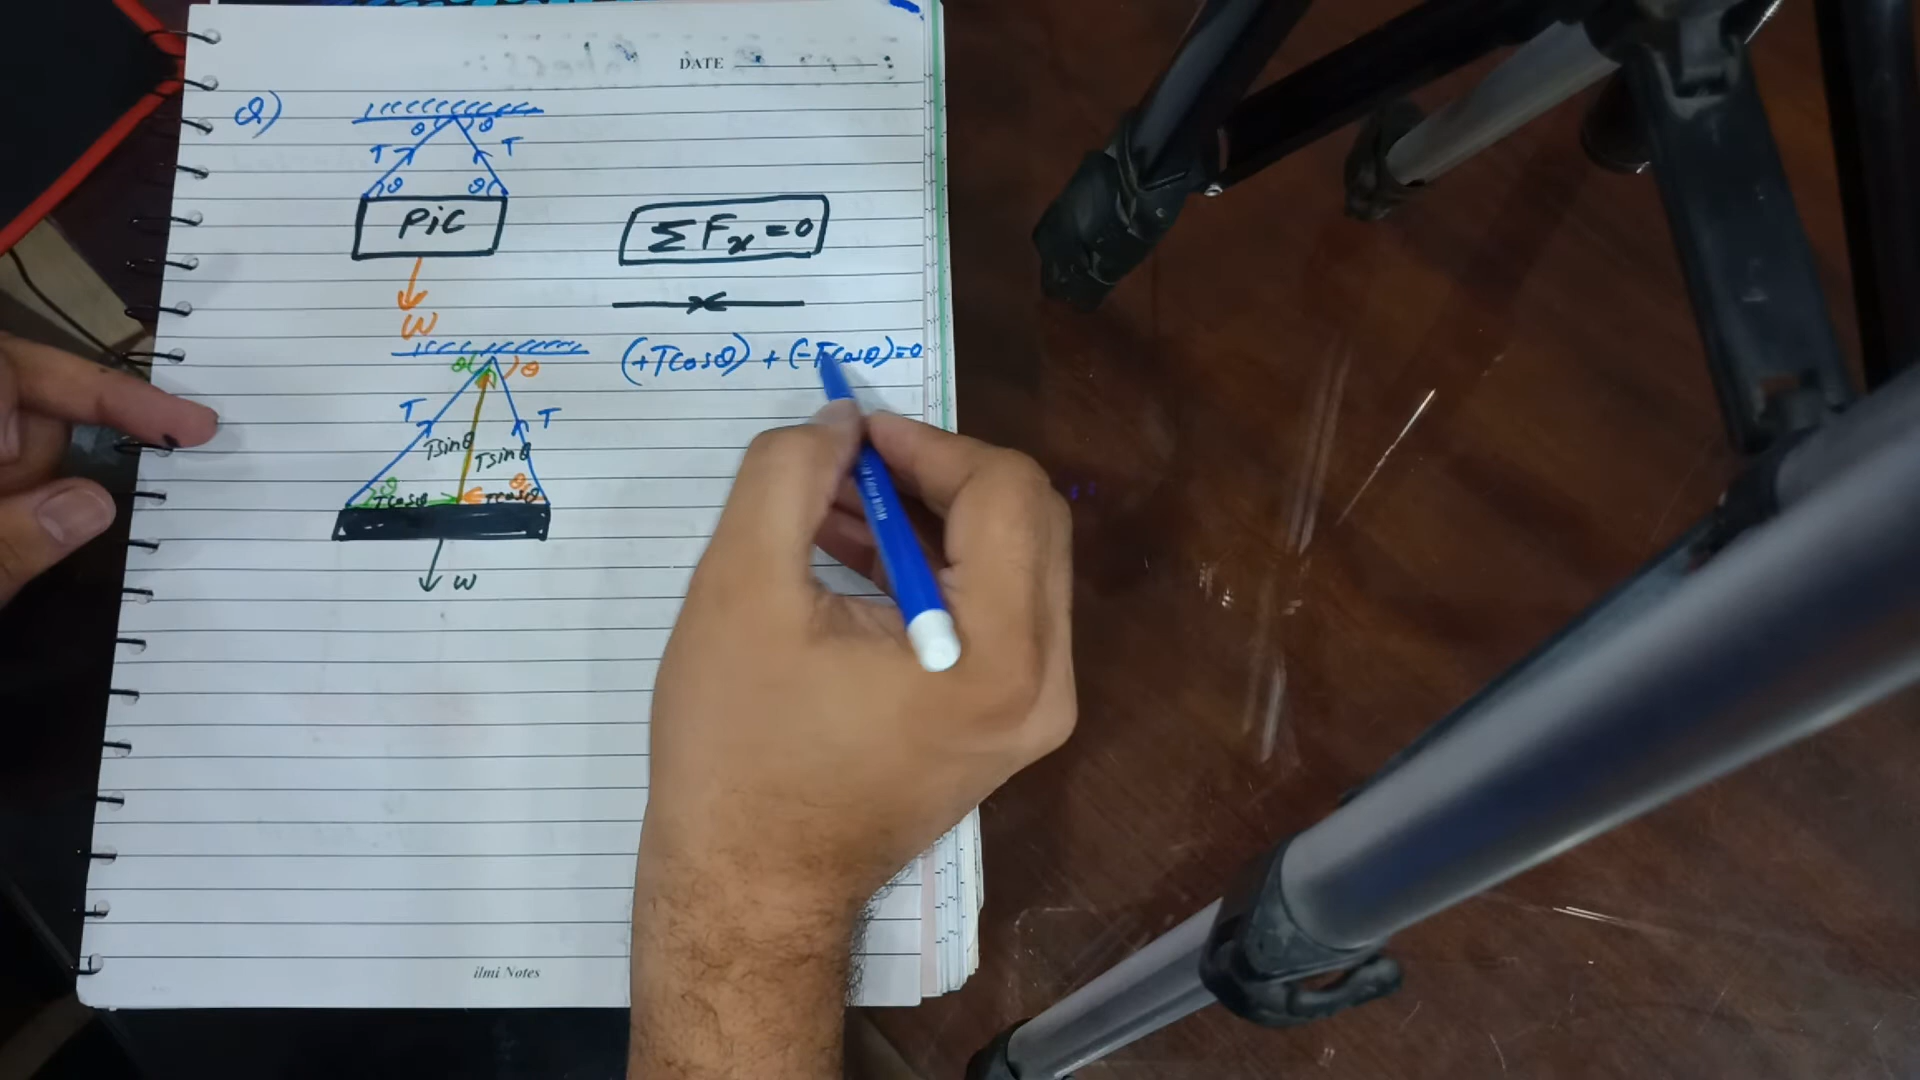 DATE
Q)
θ θ
T T
θ θ
PiC
ΣFx=0
W
(+Tcosθ) + (-Tcosθ)=0
θ θ
T T
Tsinθ Tsinθ
θ θ
Tcosθ Tcosθ
W
ilmi Notes